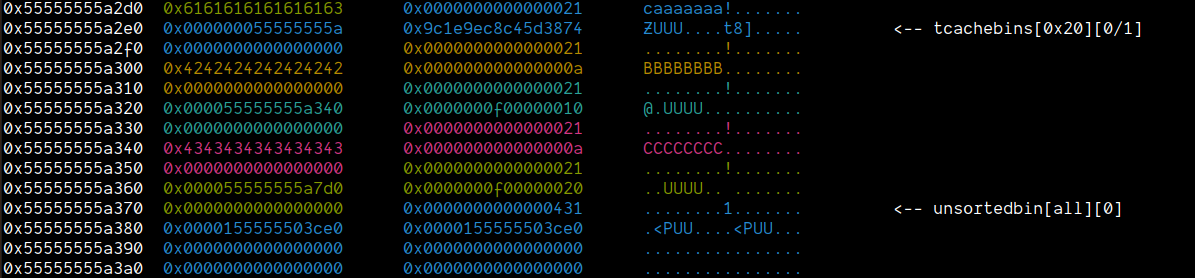 0x55555555a2d0 0x6161616161616163 0x0000000000000021 caaaaaaa!.......
0x55555555a2e0 0x000000055555555a 0x9c1e9ec8c45d3874 ZUUU....t8]..... <-- tcachebins[0x20][0/1]
0x55555555a2f0 0x0000000000000000 0x0000000000000021 ........!.......
0x55555555a300 0x4242424242424242 0x000000000000000a BBBBBBBB........
0x55555555a310 0x0000000000000000 0x0000000000000021 ........!.......
0x55555555a320 0x000055555555a340 0x0000000f00000010 @.UUUU..........
0x55555555a330 0x0000000000000000 0x0000000000000021 ........!.......
0x55555555a340 0x4343434343434343 0x000000000000000a CCCCCCCC........
0x55555555a350 0x0000000000000000 0x0000000000000021 ........!.......
0x55555555a360 0x000055555555a7d0 0x0000000f00000020 ..UUUU.. .......
0x55555555a370 0x0000000000000000 0x0000000000000431 ........1....... <-- unsortedbin[all][0]
0x55555555a380 0x0000155555503ce0 0x0000155555503ce0 .<PUU....<PUU...
0x55555555a390 0x0000000000000000 0x0000000000000000 ................
0x55555555a3a0 0x0000000000000000 0x0000000000000000 ................